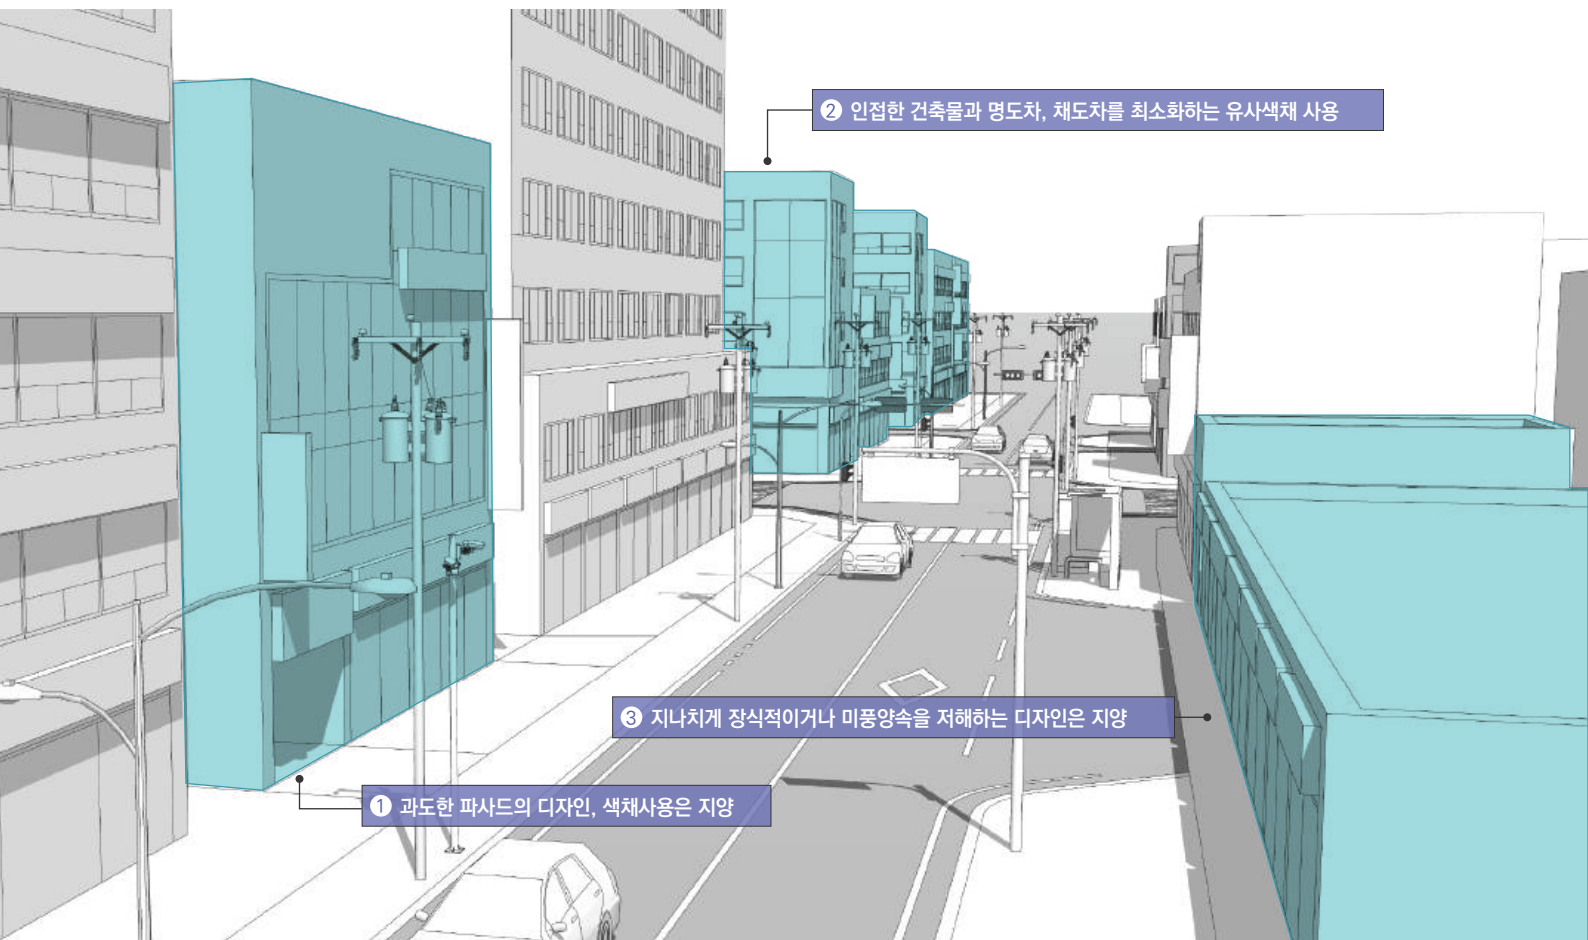 ② 인접한 건축물과 명도차, 채도차를 최소화하는 유사색채 사용
③ 지나치게 장식적이거나 미풍양속을 저해하는 디자인은 지양
① 과도한 파사드의 디자인, 색채사용은 지양